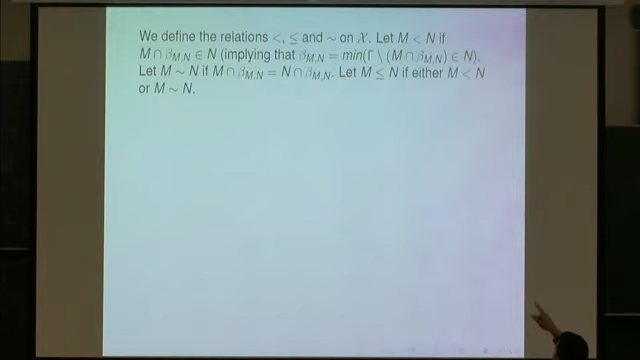 We define the relations <, ≤ and ∼ on 𝒳. Let M < N if
M ∩ β_{M,N} ∈ N (implying that β_{M,N} = min(Γ \ (M ∩ β_{M,N}) ∈ N).
Let M ∼ N if M ∩ β_{M,N} = N ∩ β_{M,N}. Let M ≤ N if either M < N
or M ∼ N.